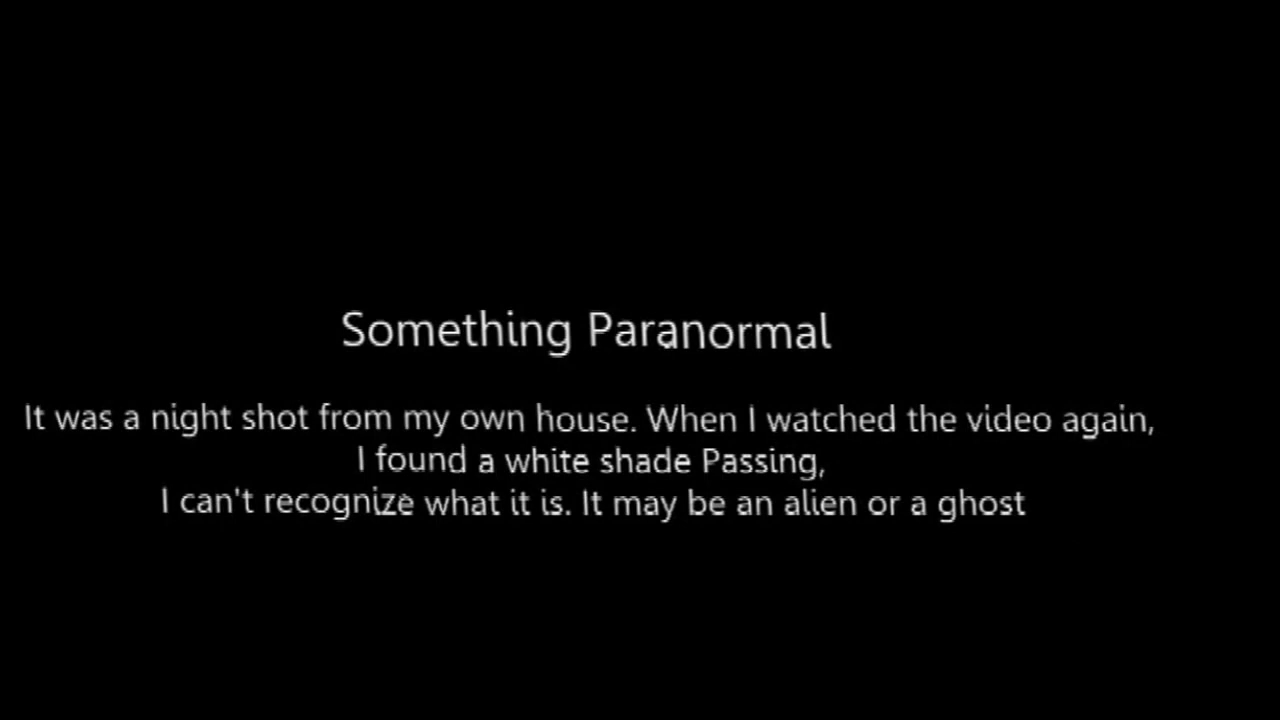 Something Paranormal
It was a night shot from my own house. When I watched the video again,
I found a white shade Passing,
I can't recognize what it is. It may be an alien or a ghost